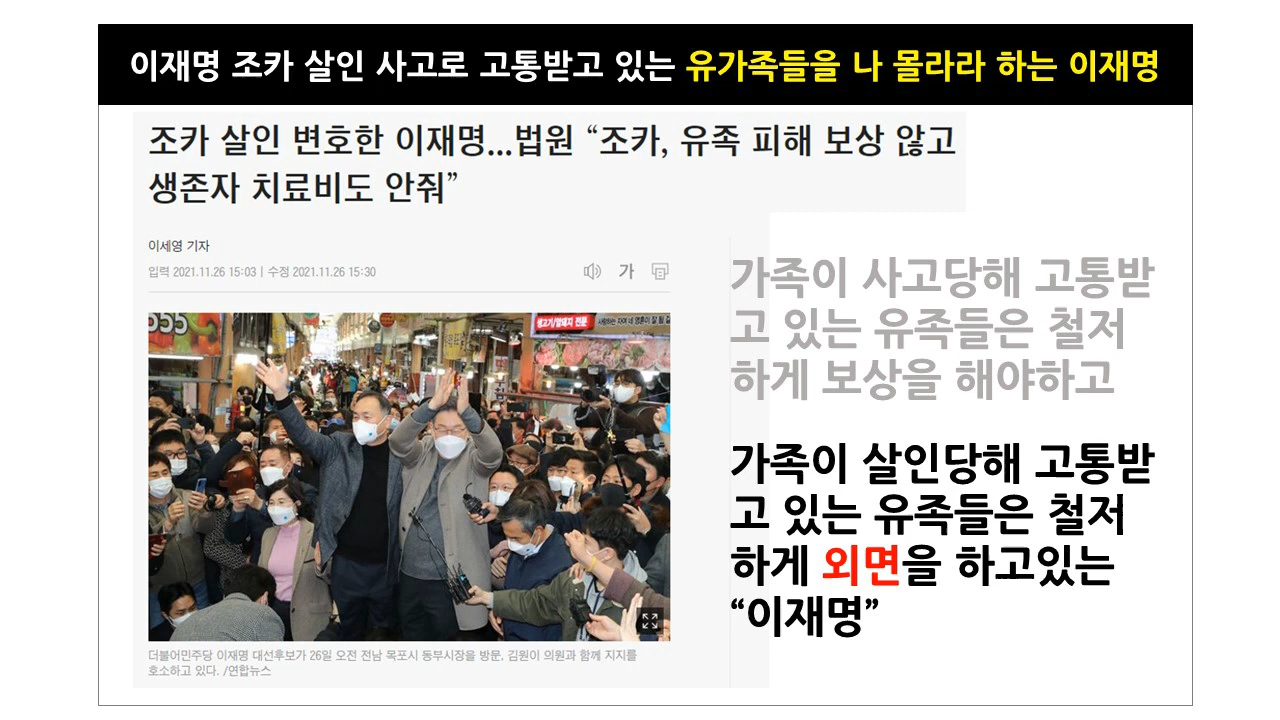 이재명 조카 살인 사고로 고통받고 있는 유가족들을 나 몰라라 하는 이재명
조카 살인 변호한 이재명...법원 “조카, 유족 피해 보상 않고
생존자 치료비도 안줘”
이세영 기자
입력 2021.11.26 15:03 | 수정 2021.11.26 15:30
가
생고기/암돼지 전문
더불어민주당 이재명 대선후보가 26일 오전 전남 목포시 동부시장을 방문, 김원이 의원과 함께 지지를
호소하고 있다. /연합뉴스
가족이 사고당해 고통받
고 있는 유족들은 철저
하게 보상을 해야하고
가족이 살인당해 고통받
고 있는 유족들은 철저
하게 외면을 하고있는
“이재명”